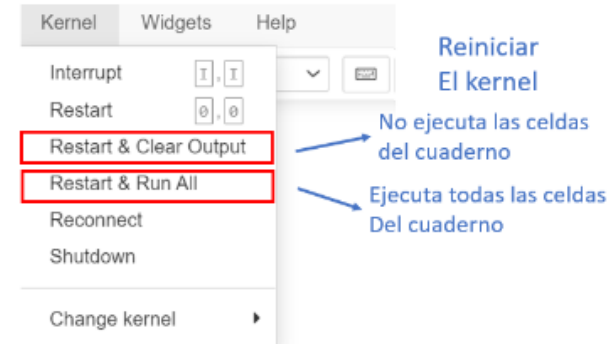 Kernel Widgets Help
Interrupt I,I
Restart 0,0
Restart & Clear Output
Restart & Run All
Reconnect
Shutdown
Change kernel
Reiniciar
El kernel
No ejecuta las celdas
del cuaderno
Ejecuta todas las celdas
Del cuaderno